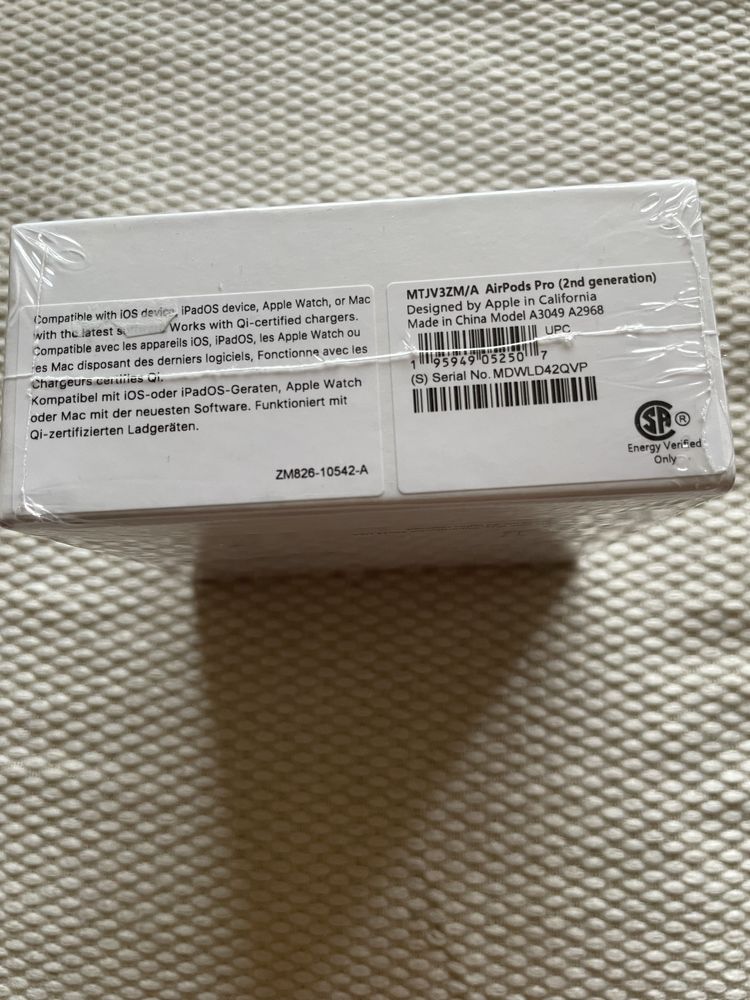 Compatible with iOS device, iPadOS device, Apple Watch, or Mac
with the latest Works with Qi-certified chargers.
Compatible avec les appareils iOS, iPadOS, les Apple Watch ou
les Mac disposant des derniers logiciels, Fonctionne avec les
Chargeurs certifiés Qi.
Kompatibel mit iOS-oder iPadOS-Geraten, Apple Watch
oder Mac mit der neuesten Software. Funktioniert mit
Qi-zertifizierten Ladgeräten.
ZM826-10542-A
MTJV3ZM/A AirPods Pro (2nd generation)
Designed by Apple in California
Made in China Model A3049 A2968
UPC
1 95949 05250 7
(S) Serial No. MDWLD42QVP
SA ®
Energy Verified
Only